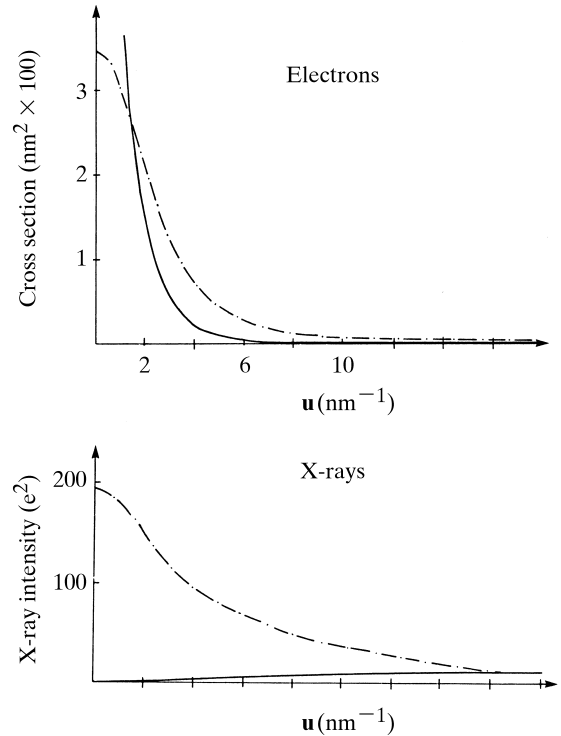 Electrons
Cross section (nm² × 100)
3
2
1
2 6 10
u (nm⁻¹)
X-rays
X-ray intensity (e²)
200
100
u (nm⁻¹)